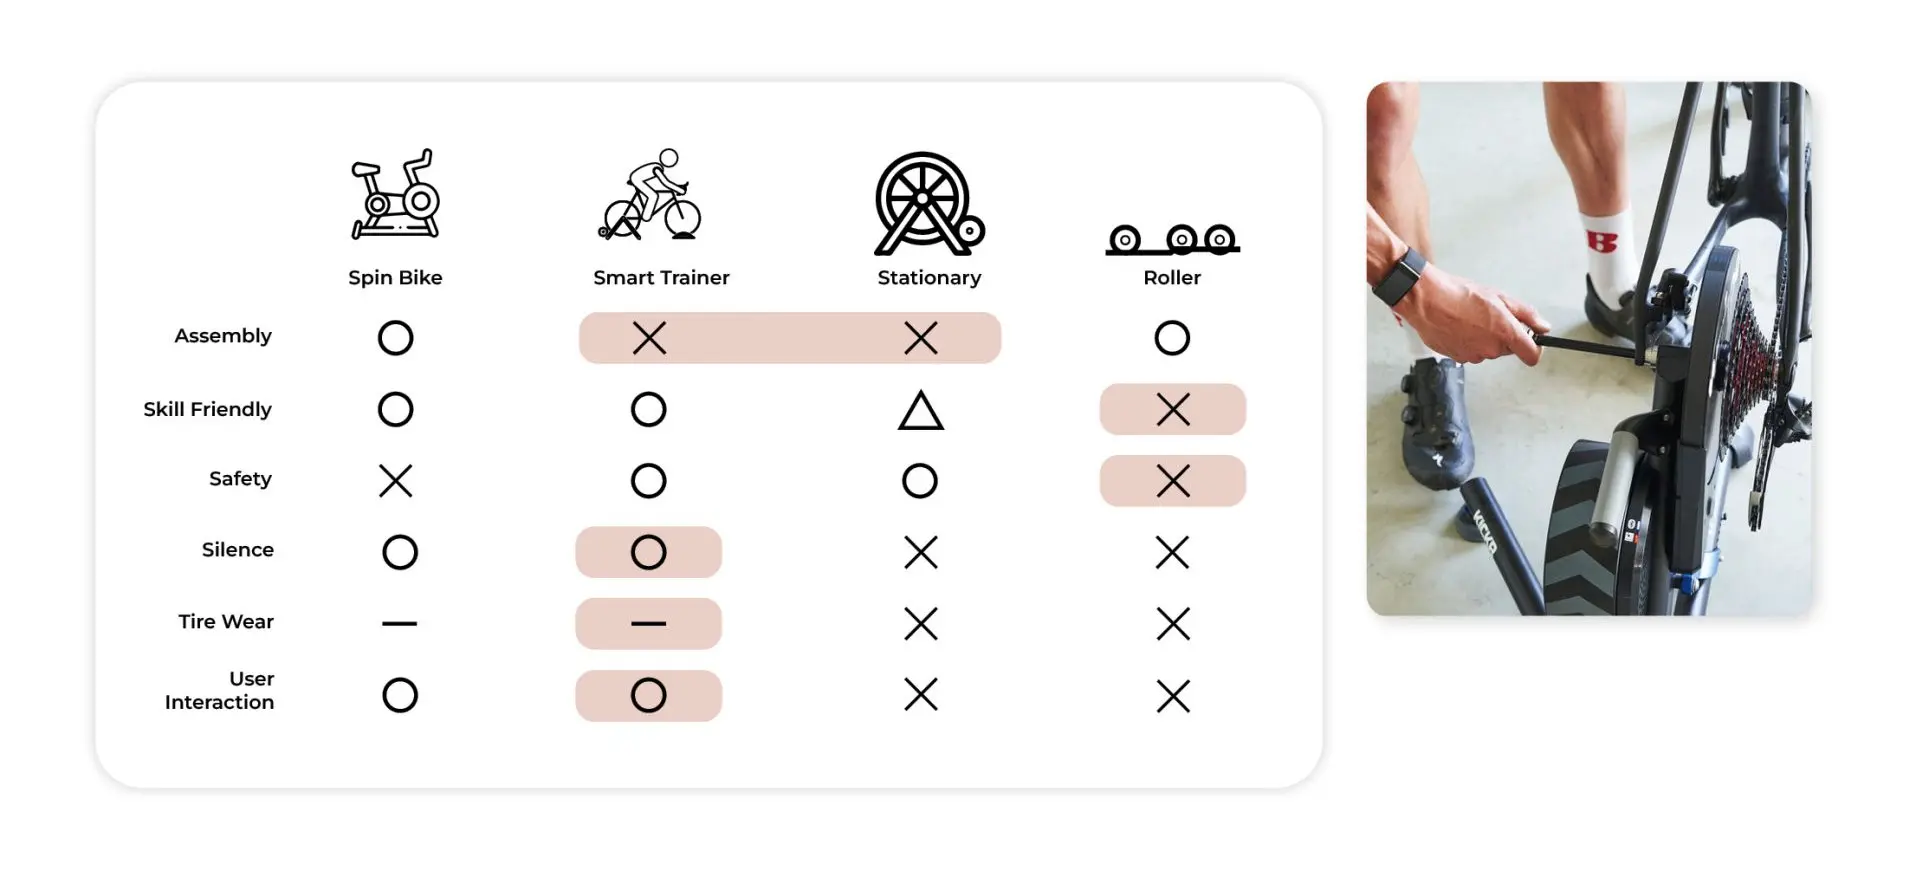 Spin Bike
Smart Trainer
Stationary
Roller
Assembly
Skill Friendly
Safety
Silence
Tire Wear
User
Interaction
B
KICKR